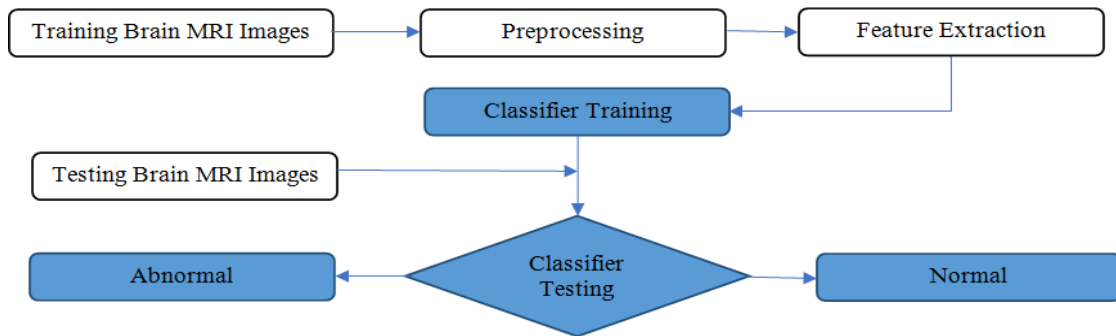 Training Brain MRI Images
Preprocessing
Feature Extraction
Classifier Training
Testing Brain MRI Images
Abnormal
Classifier
Testing
Normal